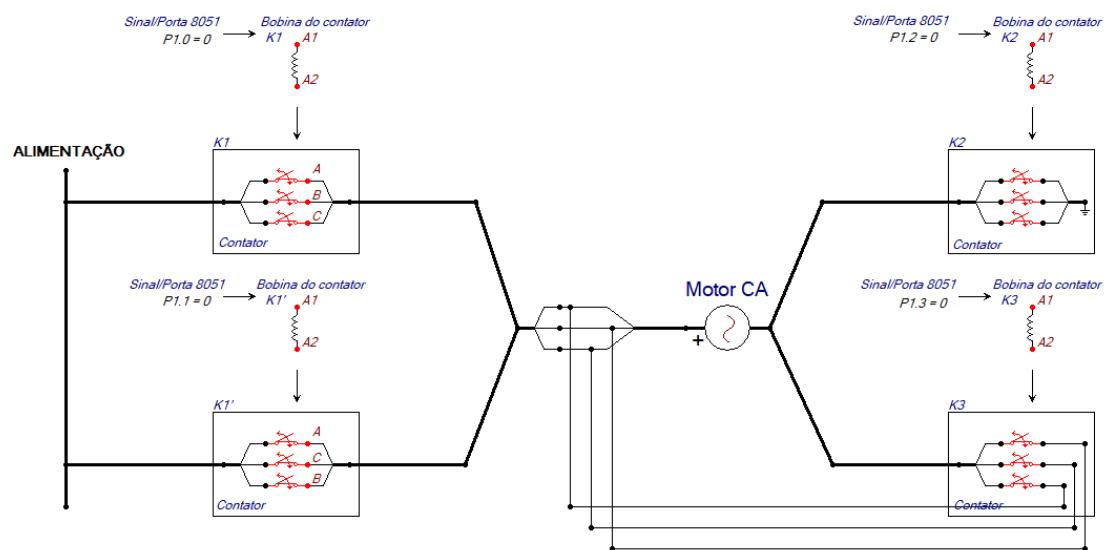 Sinal/Porta 8051
P1.0 = 0
Bobina do contator
K1
A1
A2
Sinal/Porta 8051
P1.2 = 0
Bobina do contator
K2
A1
A2
ALIMENTAÇÃO
K1
A
B
C
Contator
K2
Contator
Sinal/Porta 8051
P1.1 = 0
Bobina do contator
K1'
A1
A2
Motor CA
+
Sinal/Porta 8051
P1.3 = 0
Bobina do contator
K3
A1
A2
K1'
A
C
B
Contator
K3
Contator